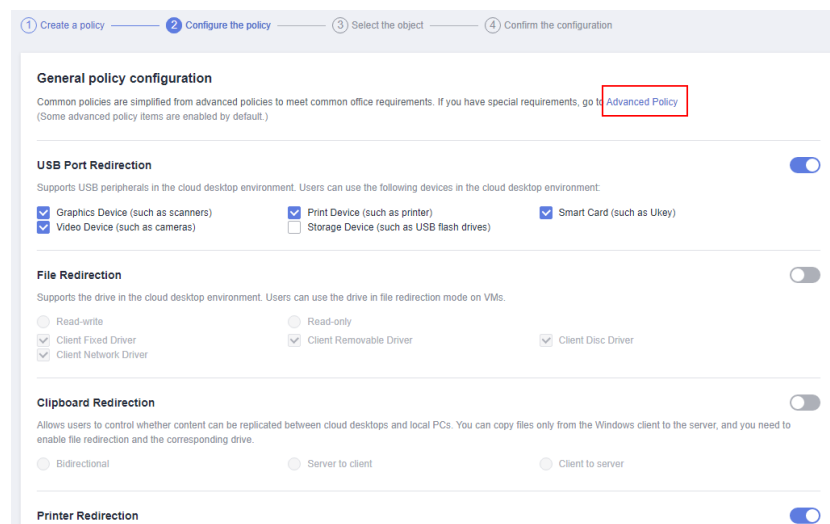 1 Create a policy 2 Configure the policy 3 Select the object 4 Confirm the configuration
General policy configuration
Common policies are simplified from advanced policies to meet common office requirements. If you have special requirements, go to Advanced Policy
(Some advanced policy items are enabled by default.)
USB Port Redirection
Supports USB peripherals in the cloud desktop environment. Users can use the following devices in the cloud desktop environment:
Graphics Device (such as scanners) Print Device (such as printer) Smart Card (such as Ukey)
Video Device (such as cameras) Storage Device (such as USB flash drives)
File Redirection
Supports the drive in the cloud desktop environment. Users can use the drive in file redirection mode on VMs.
Read-write Read-only
Client Fixed Driver Client Removable Driver Client Disc Driver
Client Network Driver
Clipboard Redirection
Allows users to control whether content can be replicated between cloud desktops and local PCs. You can copy files only from the Windows client to the server, and you need to
enable file redirection and the corresponding drive.
Bidirectional Server to client Client to server
Printer Redirection